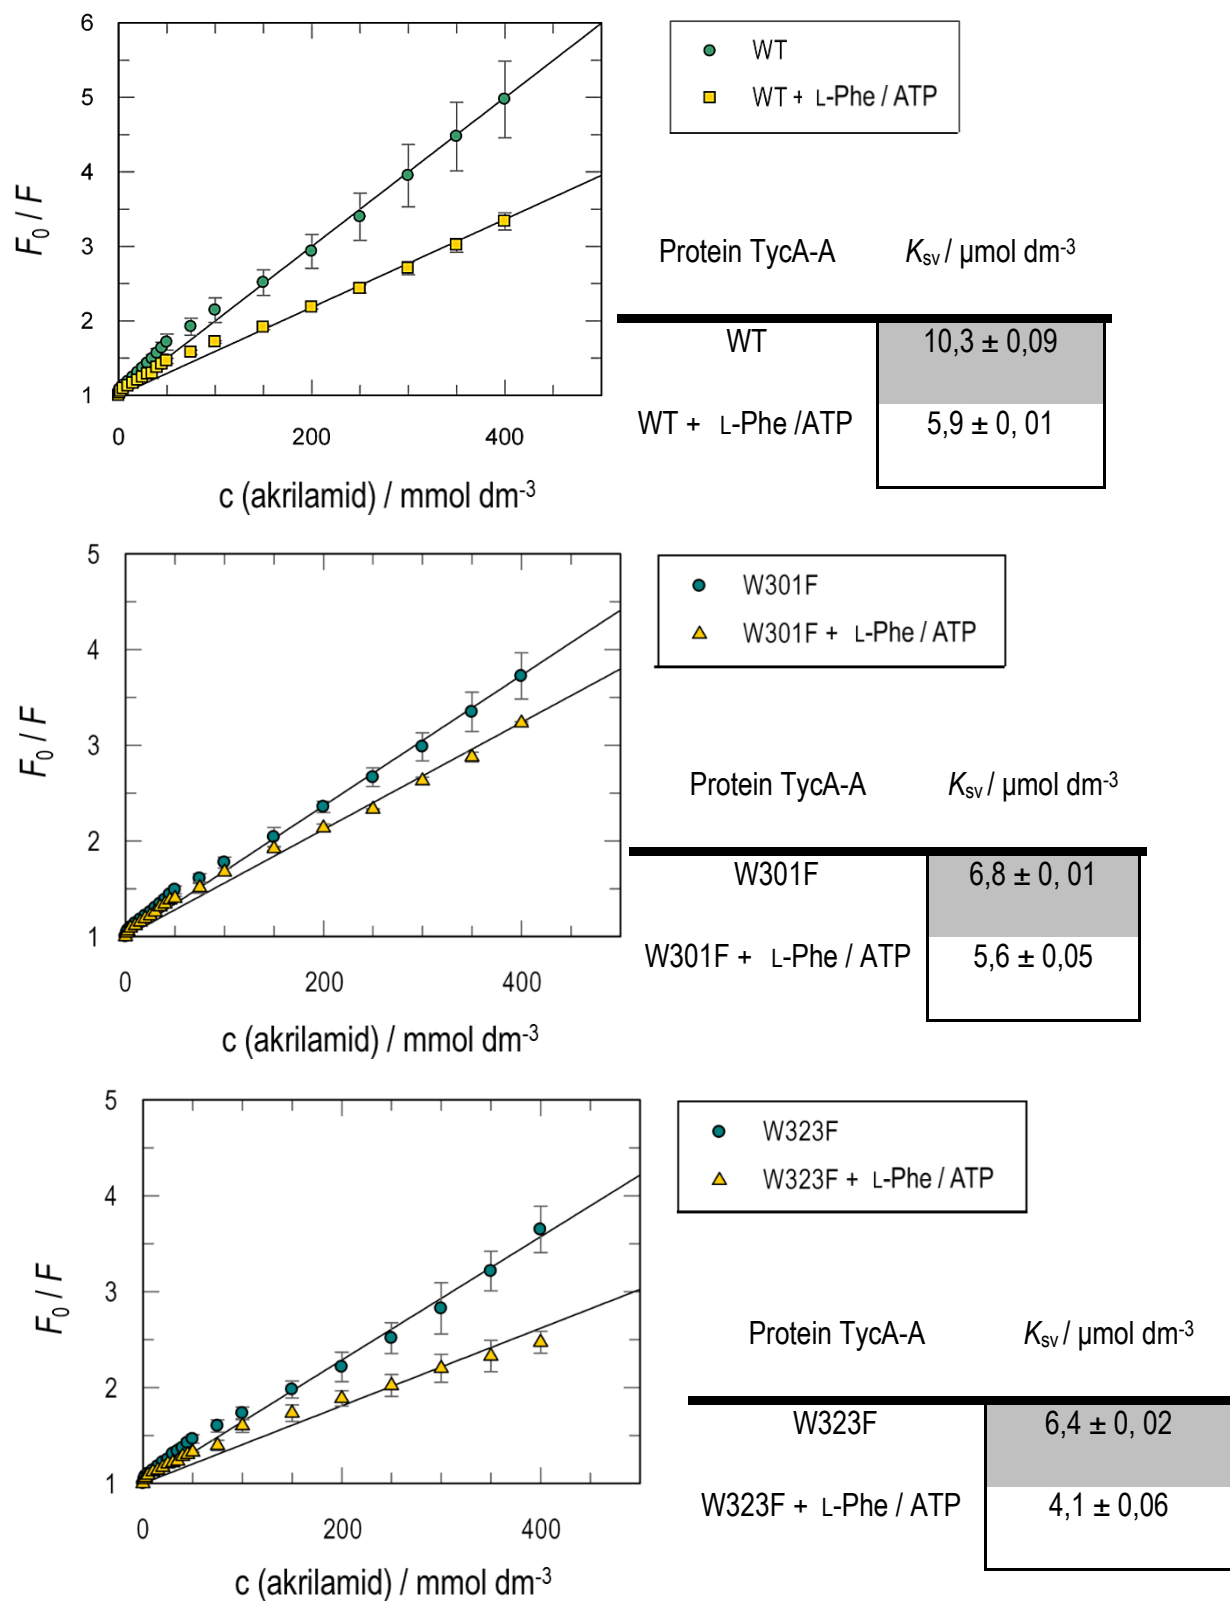 6
5
4
3
2
1
F₀ / F
0 200 400
c (akrilamid) / mmol dm⁻³
WT
WT + L-Phe / ATP
Protein TycA-A Kₛᵥ / µmol dm⁻³
WT 10,3 ± 0,09
WT + L-Phe /ATP 5,9 ± 0, 01
5
4
3
2
1
F₀ / F
0 200 400
c (akrilamid) / mmol dm⁻³
W301F
W301F + L-Phe / ATP
Protein TycA-A Kₛᵥ / µmol dm⁻³
W301F 6,8 ± 0, 01
W301F + L-Phe / ATP 5,6 ± 0,05
5
4
3
2
1
F₀ / F
0 200 400
c (akrilamid) / mmol dm⁻³
W323F
W323F + L-Phe / ATP
Protein TycA-A Kₛᵥ / µmol dm⁻³
W323F 6,4 ± 0, 02
W323F + L-Phe / ATP 4,1 ± 0,06